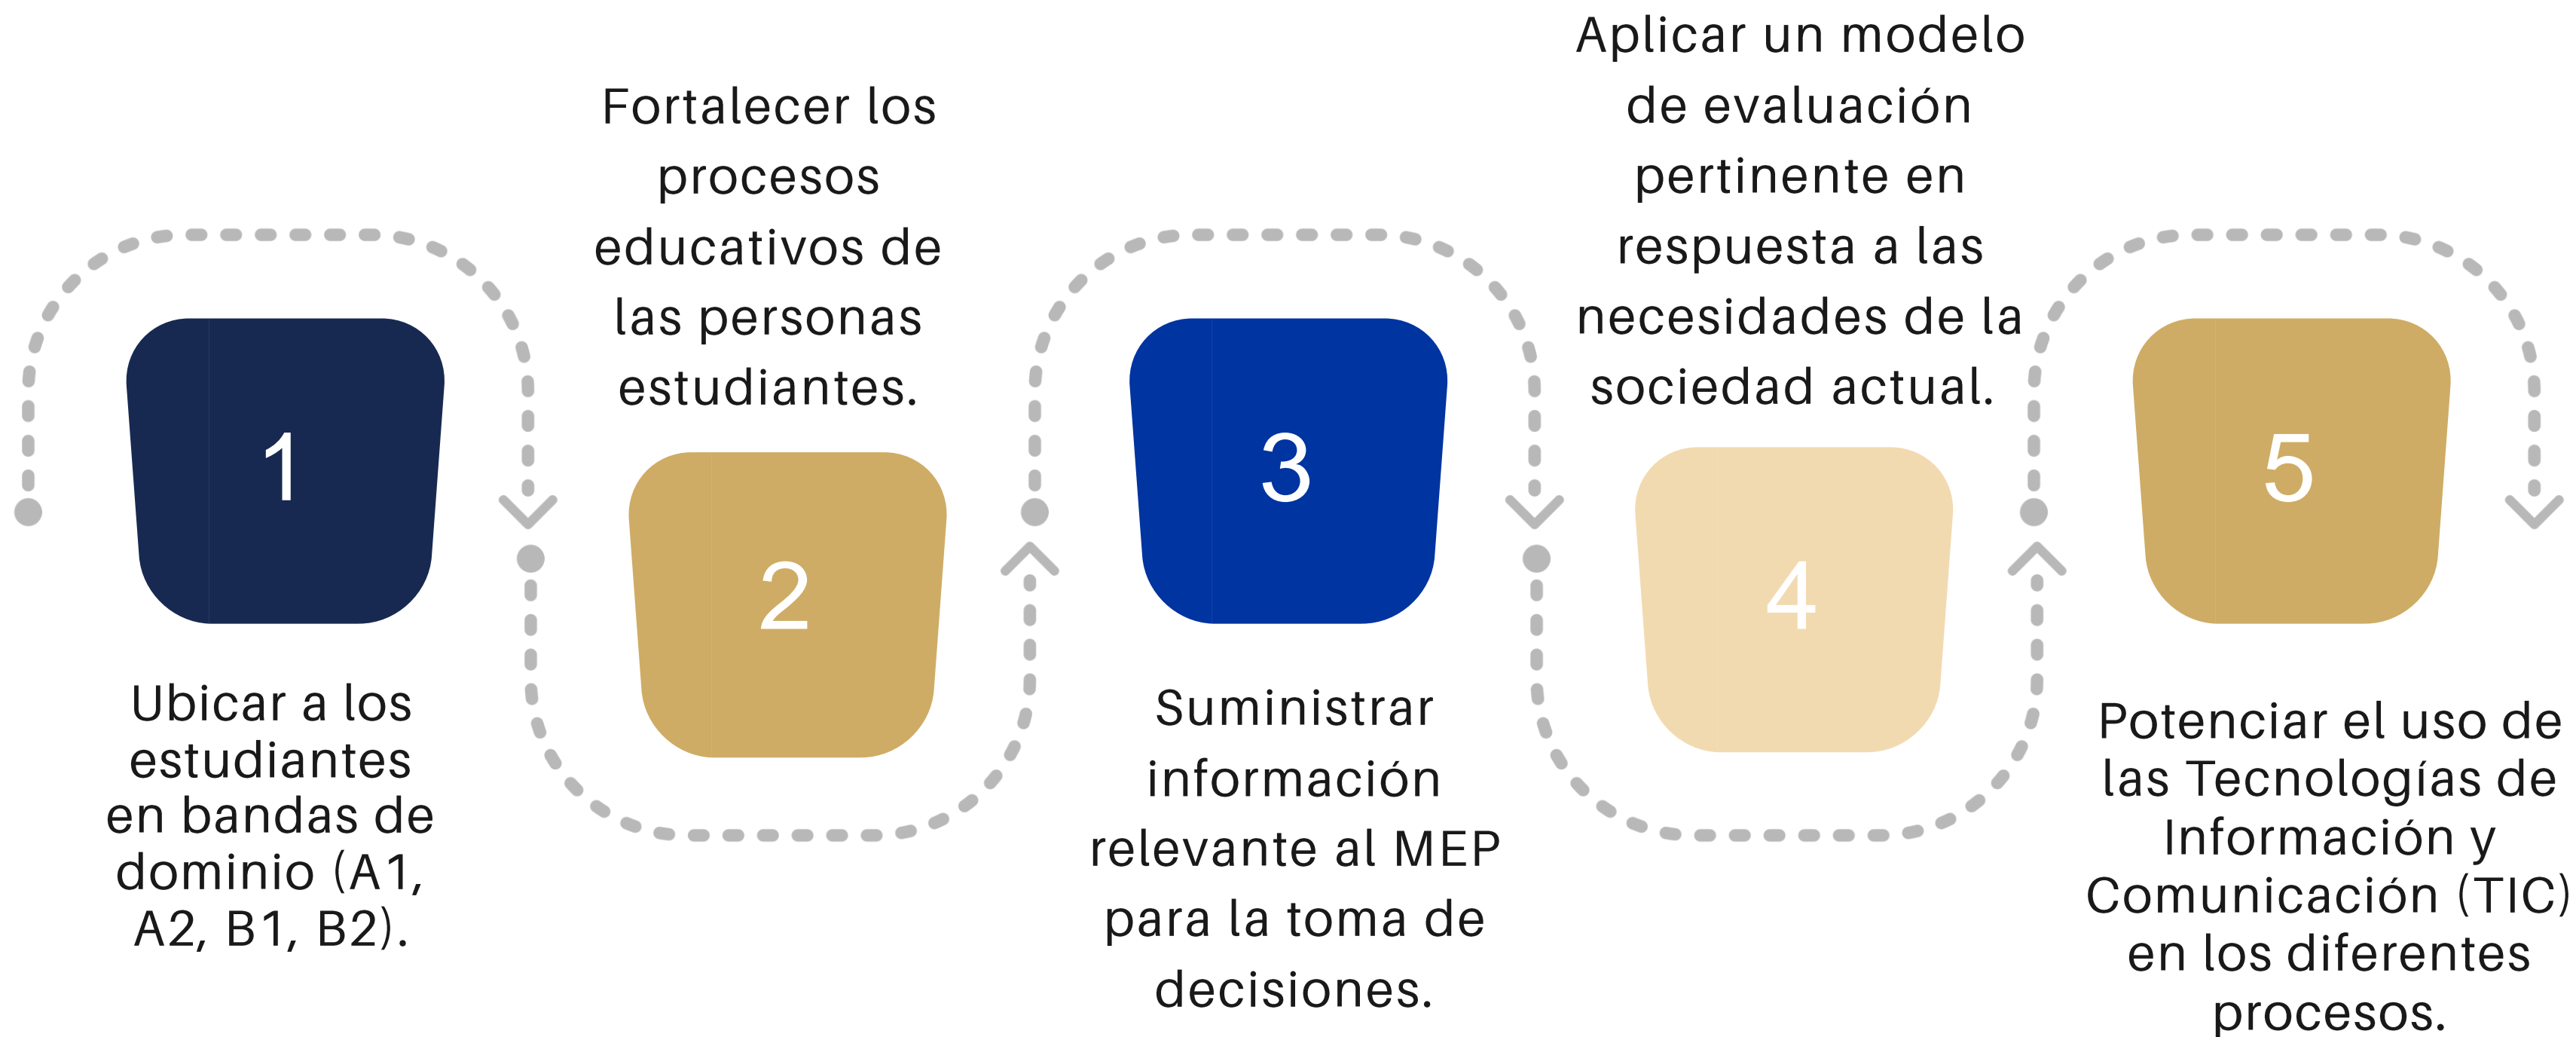 1
Ubicar a los
estudiantes
en bandas de
dominio (A1,
A2, B1, B2).
Fortalecer los
procesos
educativos de
las personas
estudiantes.
2
3
Suministrar
información
relevante al MEP
para la toma de
decisiones.
Aplicar un modelo
de evaluación
pertinente en
respuesta a las
necesidades de la
sociedad actual.
4
5
Potenciar el uso de
las Tecnologías de
Información y
Comunicación (TIC)
en los diferentes
procesos.